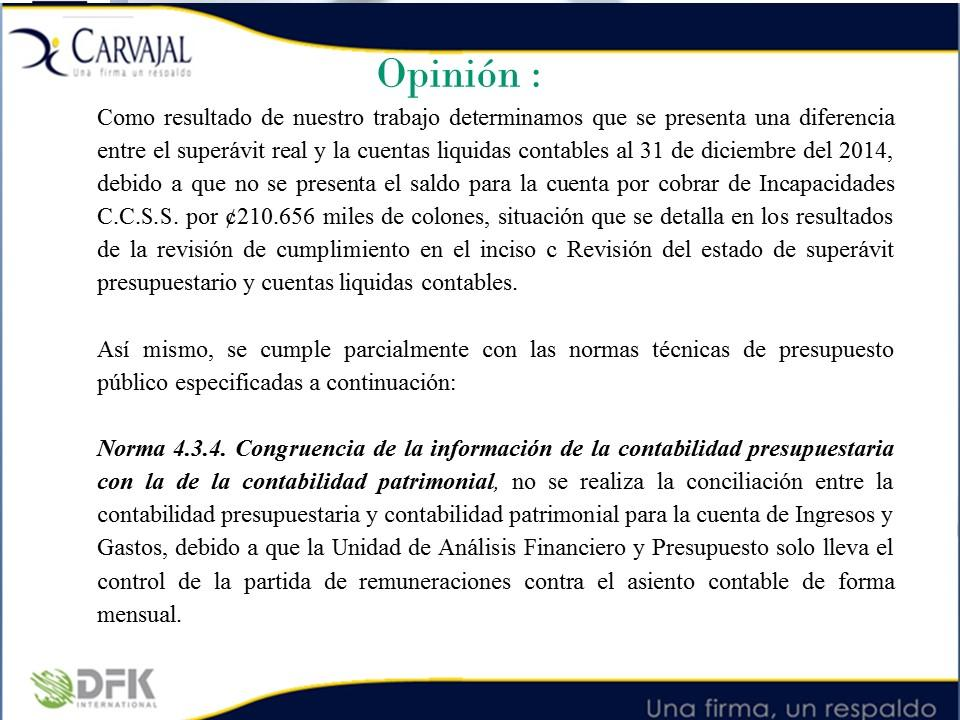 CARVAJAL
Una firma un respaldo
Opinión :
Como resultado de nuestro trabajo determinamos que se presenta una diferencia
entre el superávit real y la cuentas liquidas contables al 31 de diciembre del 2014,
debido a que no se presenta el saldo para la cuenta por cobrar de Incapacidades
C.C.S.S. por ¢210.656 miles de colones, situación que se detalla en los resultados
de la revisión de cumplimiento en el inciso c Revisión del estado de superávit
presupuestario y cuentas liquidas contables.
Así mismo, se cumple parcialmente con las normas técnicas de presupuesto
público especificadas a continuación:
Norma 4.3.4. Congruencia de la información de la contabilidad presupuestaria
con la de la contabilidad patrimonial, no se realiza la conciliación entre la
contabilidad presupuestaria y contabilidad patrimonial para la cuenta de Ingresos y
Gastos, debido a que la Unidad de Análisis Financiero y Presupuesto solo lleva el
control de la partida de remuneraciones contra el asiento contable de forma
mensual.
DFK
INTERNATIONAL
Una firma, un respaldo